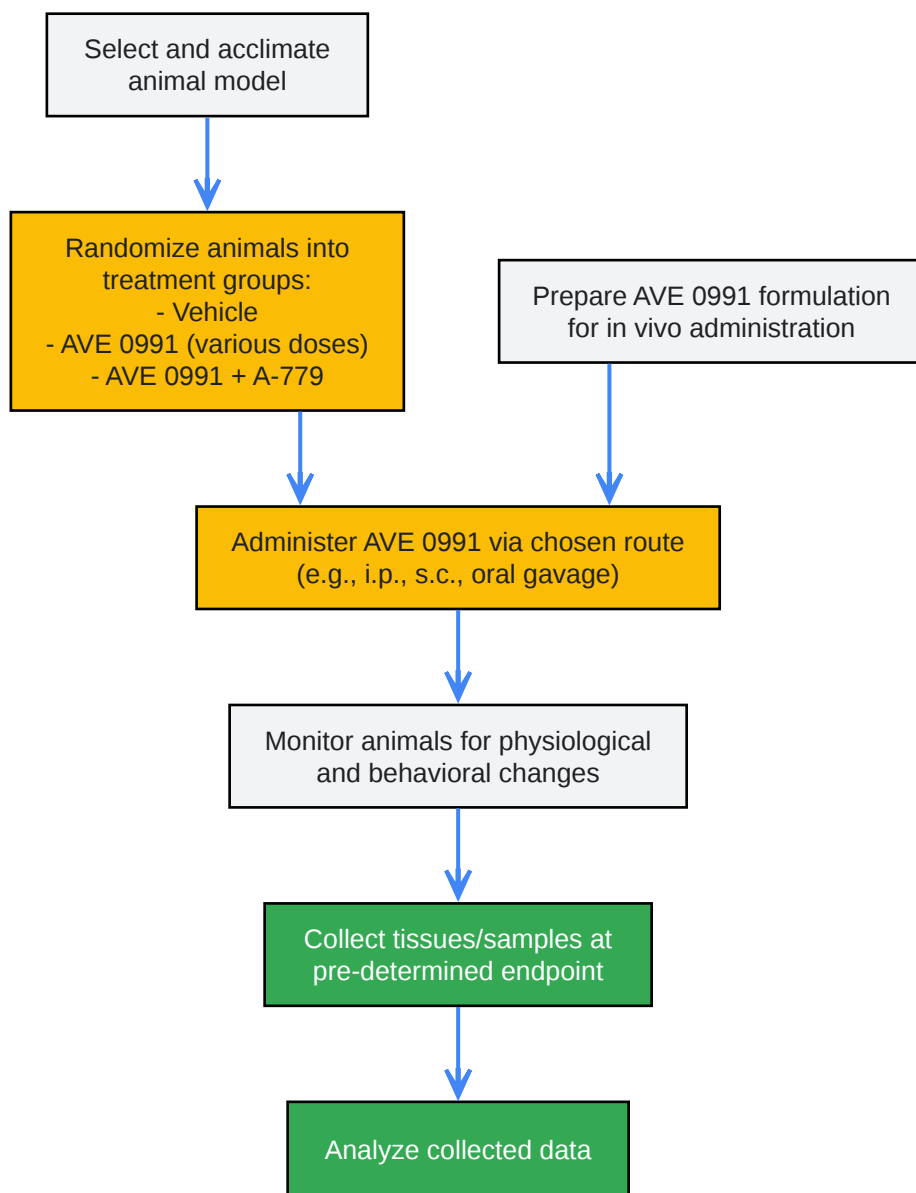 Select and acclimate
animal model
Randomize animals into
treatment groups:
- Vehicle
- AVE 0991 (various doses)
- AVE 0991 + A-779
Prepare AVE 0991 formulation
for in vivo administration
Administer AVE 0991 via chosen route
(e.g., i.p., s.c., oral gavage)
Monitor animals for physiological
and behavioral changes
Collect tissues/samples at
pre-determined endpoint
Analyze collected data